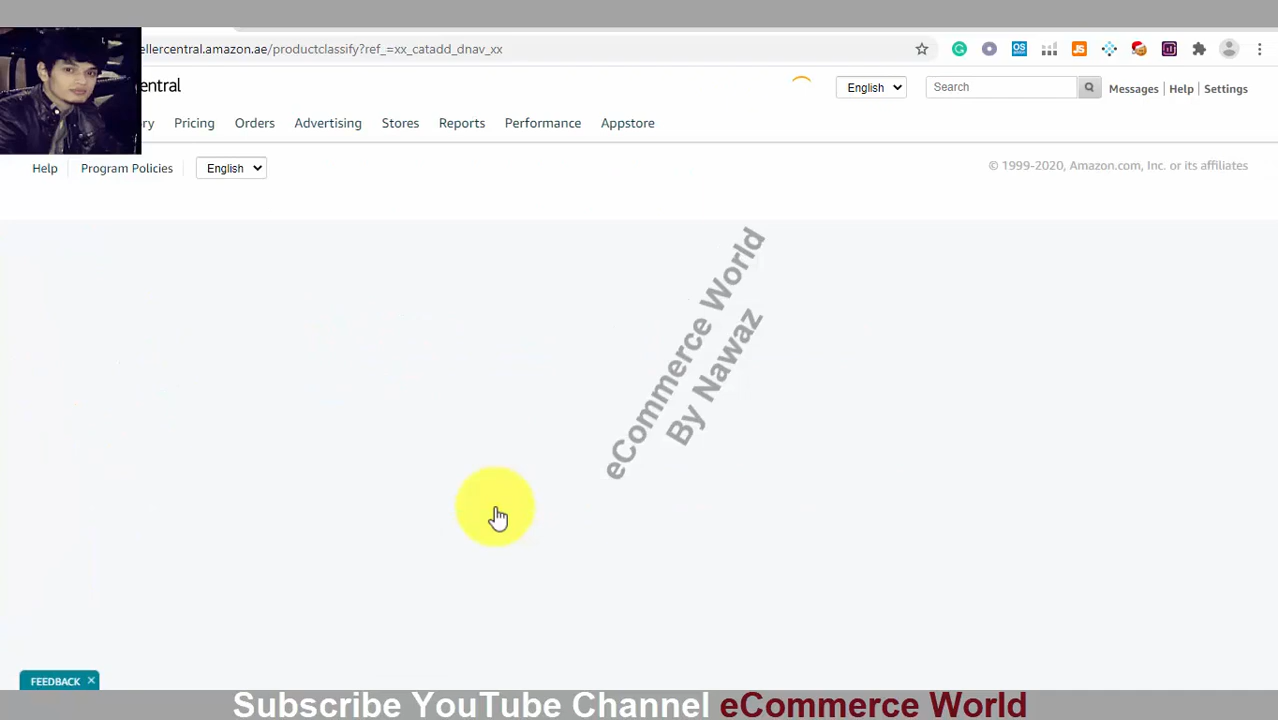 ellercentral.amazon.ae/productclassify?ref_=xx_catadd_dnav_xx
OS
JS
entral
English
Search
Messages | Help | Settings
ry
Pricing
Orders
Advertising
Stores
Reports
Performance
Appstore
Help
Program Policies
English
© 1999-2020, Amazon.com, Inc. or its affiliates
eCommerce World
By Nawaz
FEEDBACK ×
Subscribe YouTube Channel eCommerce World